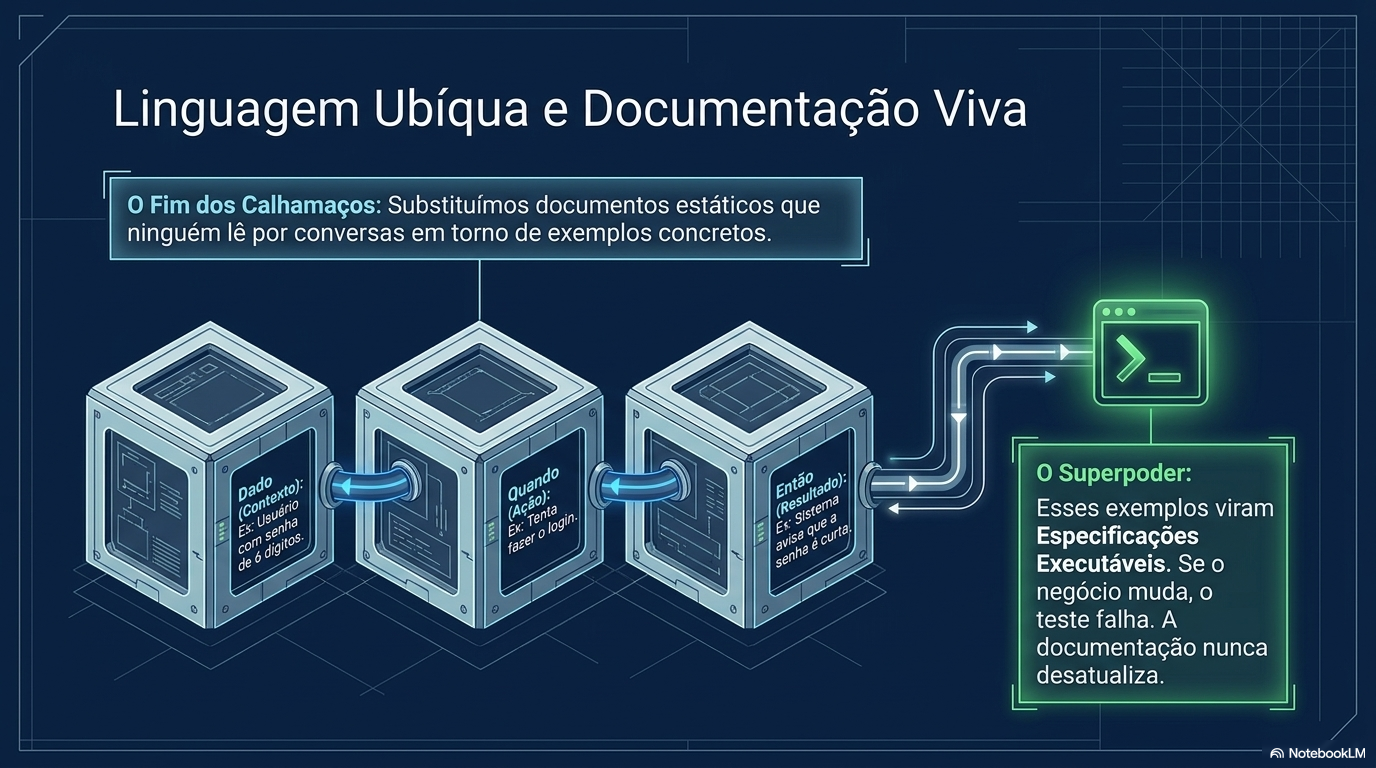 Linguagem Ubíqua e Documentação Viva
O Fim dos Calhamaços: Substituímos documentos estáticos que
ninguém lê por conversas em torno de exemplos concretos.
Dado
(Contexto):
Ex: Usuário
com senha
de 6 dígitos.
Quando
(Ação):
Ex: Tenta
fazer o login.
Então
(Resultado):
Ex: Sistema
avisa que a
senha é curta.
O Superpoder:
Esses exemplos viram
Especificações
Executáveis. Se o
negócio muda, o
teste falha. A
documentação nunca
desatualiza.
NotebookLM